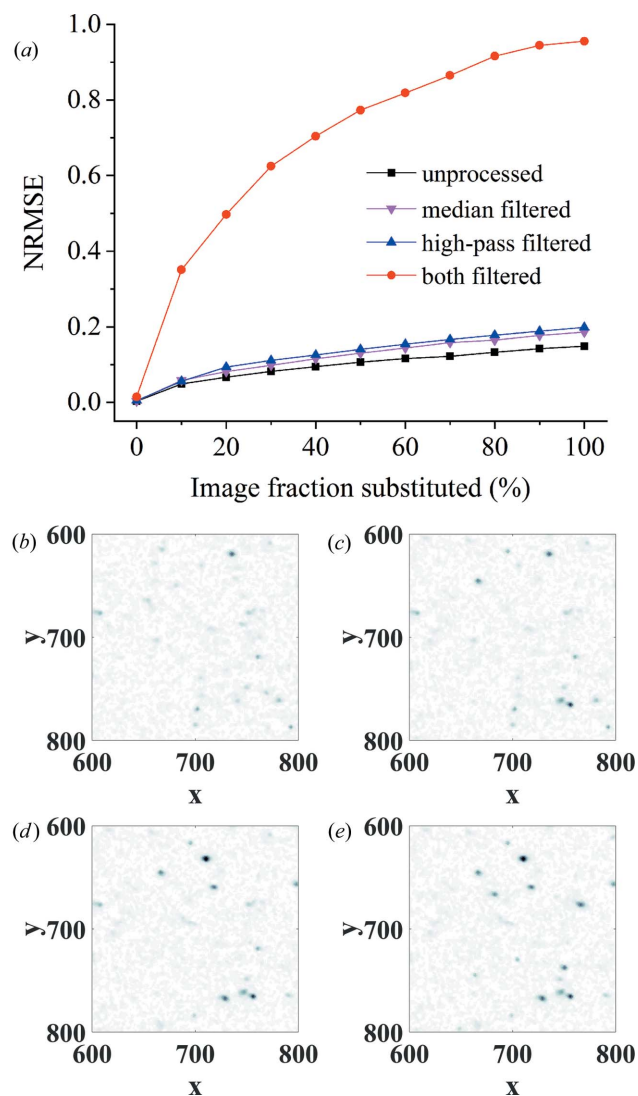 (a)
1.0
0.8
0.6
0.4
0.2
0.0
NRMSE
unprocessed
median filtered
high-pass filtered
both filtered
0 20 40 60 80 100
Image fraction substituted (%)
(b)
600
700
800
y
600 700 800
x
(c)
600
700
800
y
600 700 800
x
(d)
600
700
800
y
600 700 800
x
(e)
600
700
800
y
600 700 800
x